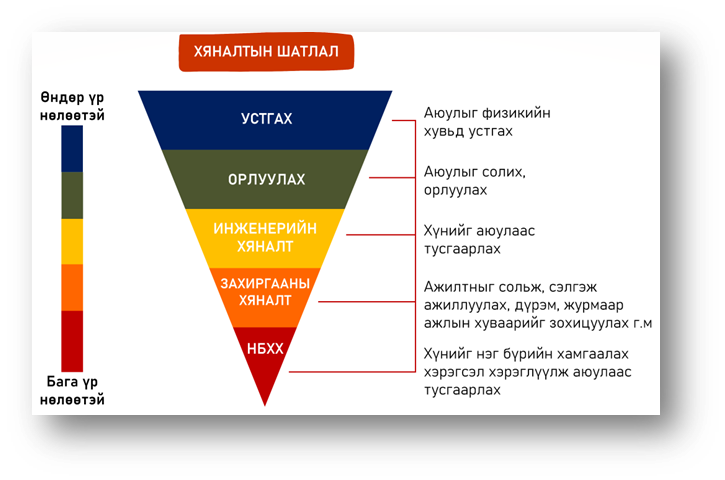 ХЯНАЛТЫН ШАТЛАЛ
Өндөр үр
нөлөөтэй
УСТГАХ
Аюулыг физикийн
хувьд устгах
ОРЛУУЛАХ
Аюулыг солих,
орлуулах
ИНЖЕНЕРИЙН
ХЯНАЛТ
Хүнийг аюулаас
тусгаарлах
ЗАХИРГААНЫ
ХЯНАЛТ
Ажилтныг сольж, сэлгэж
ажиллуулах, дүрэм, журмаар
ажлын хуваарийг зохицуулах г.м
НБХХ
Хүнийг нэг бүрийн хамгаалах
хэрэгсэл хэрэглүүлж аюулаас
тусгаарлах
Бага үр
нөлөөтэй